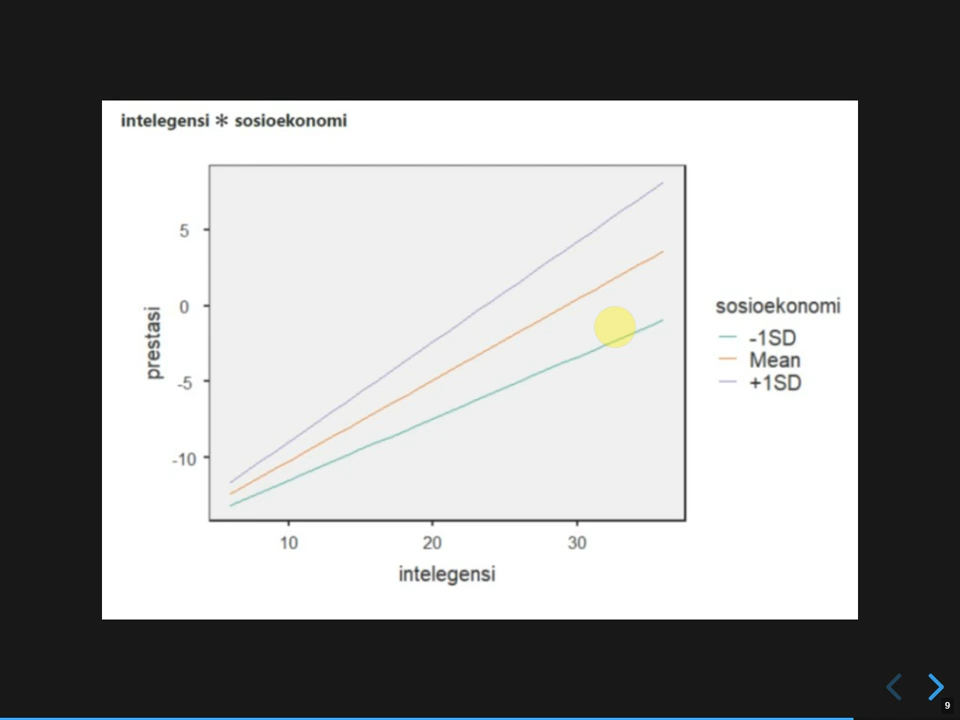 intelegensi * sosioekonomi
5
0
-5
-10
prestasi
10
20
30
intelegensi
sosioekonomi
-1SD
Mean
+1SD
9